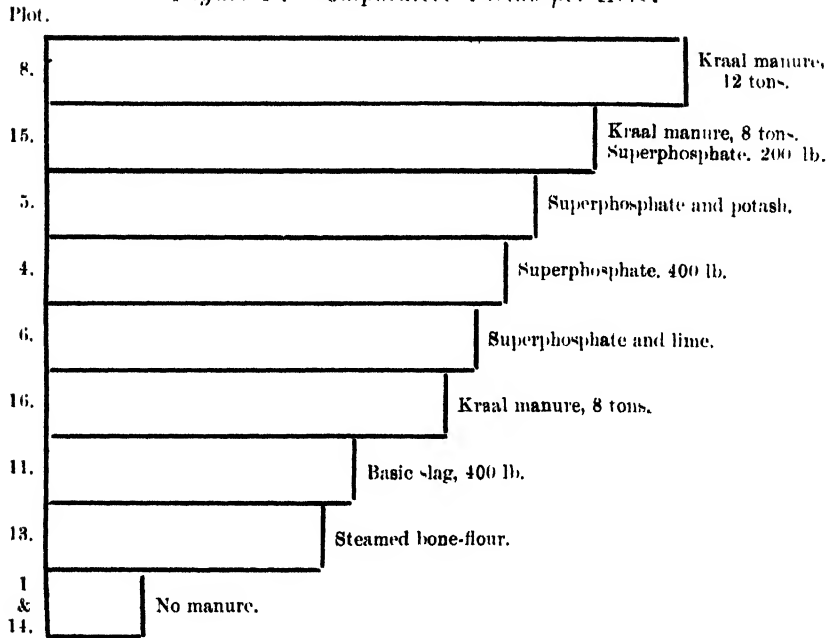 Plot.
8. Kraal manure,
12 tons.
15. Kraal manure, 8 tons.
Superphosphate. 200 lb.
5. Superphosphate and potash.
4. Superphosphate. 400 lb.
6. Superphosphate and lime.
16. Kraal manure, 8 tons.
11. Basic slag, 400 lb.
13. Steamed bone-flour.
1
& No manure.
14.